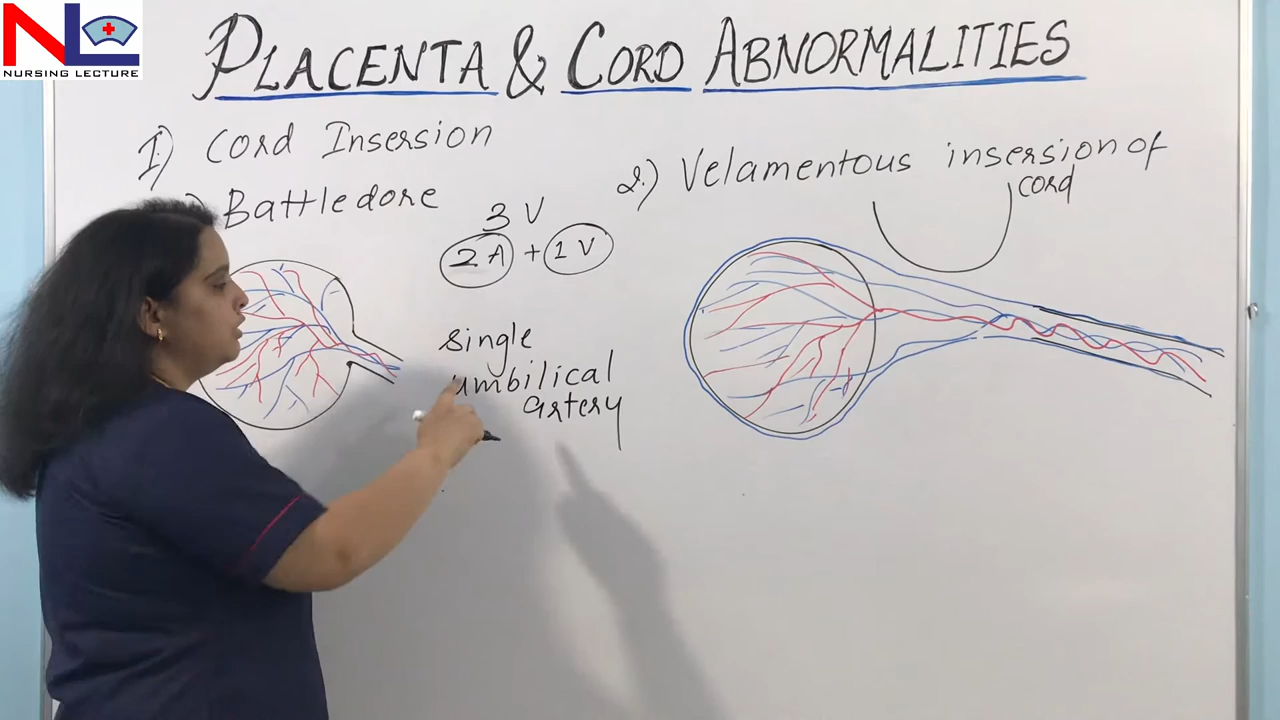 NL
NURSING LECTURE
PLACENTA & CORD ABNORMALITIES
I) Cord Insersion
Battledore
3 V
2 A + 1 V
Single
umbilical
artery
2.) Velamentous insersion of
cord